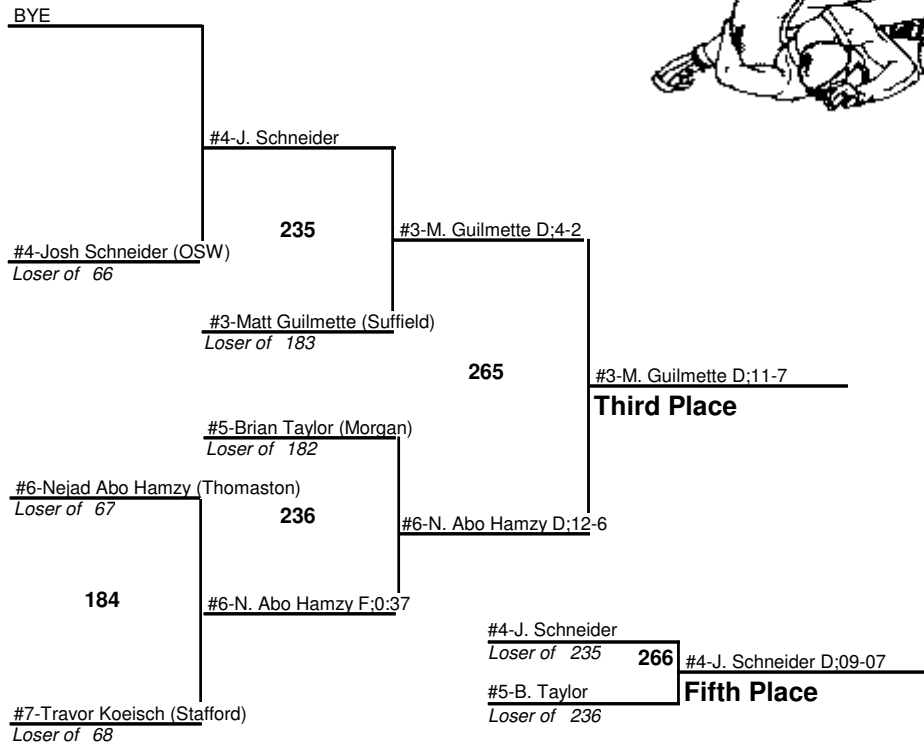 BYE
#4-J. Schneider
#4-Josh Schneider (OSW)
Loser of 66
235
#3-M. Guilmette D;4-2
#3-Matt Guilmette (Suffield)
Loser of 183
265
#3-M. Guilmette D;11-7
Third Place
#5-Brian Taylor (Morgan)
Loser of 182
#6-Nejad Abo Hamzy (Thomaston)
Loser of 67
236
#6-N. Abo Hamzy D;12-6
184
#6-N. Abo Hamzy F;0:37
#7-Travor Koeisch (Stafford)
Loser of 68
#4-J. Schneider
Loser of 235
266
#4-J. Schneider D;09-07
Fifth Place
#5-B. Taylor
Loser of 236